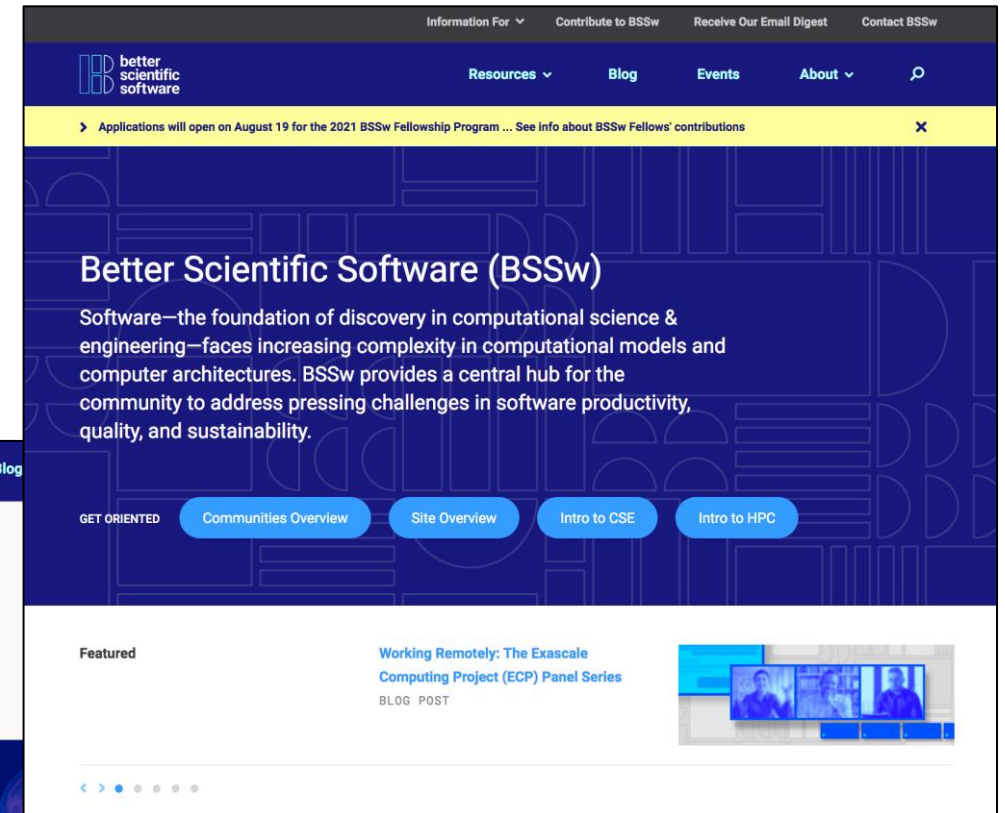 Information For Contribute to BSSw Receive Our Email Digest Contact BSSw
better
scientific
software
Resources Blog Events About
Applications will open on August 19 for the 2021 BSSw Fellowship Program ... See info about BSSw Fellows' contributions
Better Scientific Software (BSSw)
Software—the foundation of discovery in computational science &
engineering—faces increasing complexity in computational models and
computer architectures. BSSw provides a central hub for the
community to address pressing challenges in software productivity,
quality, and sustainability.
Blog
GET ORIENTED Communities Overview Site Overview Intro to CSE Intro to HPC
Featured
Working Remotely: The Exascale
Computing Project (ECP) Panel Series
BLOG POST